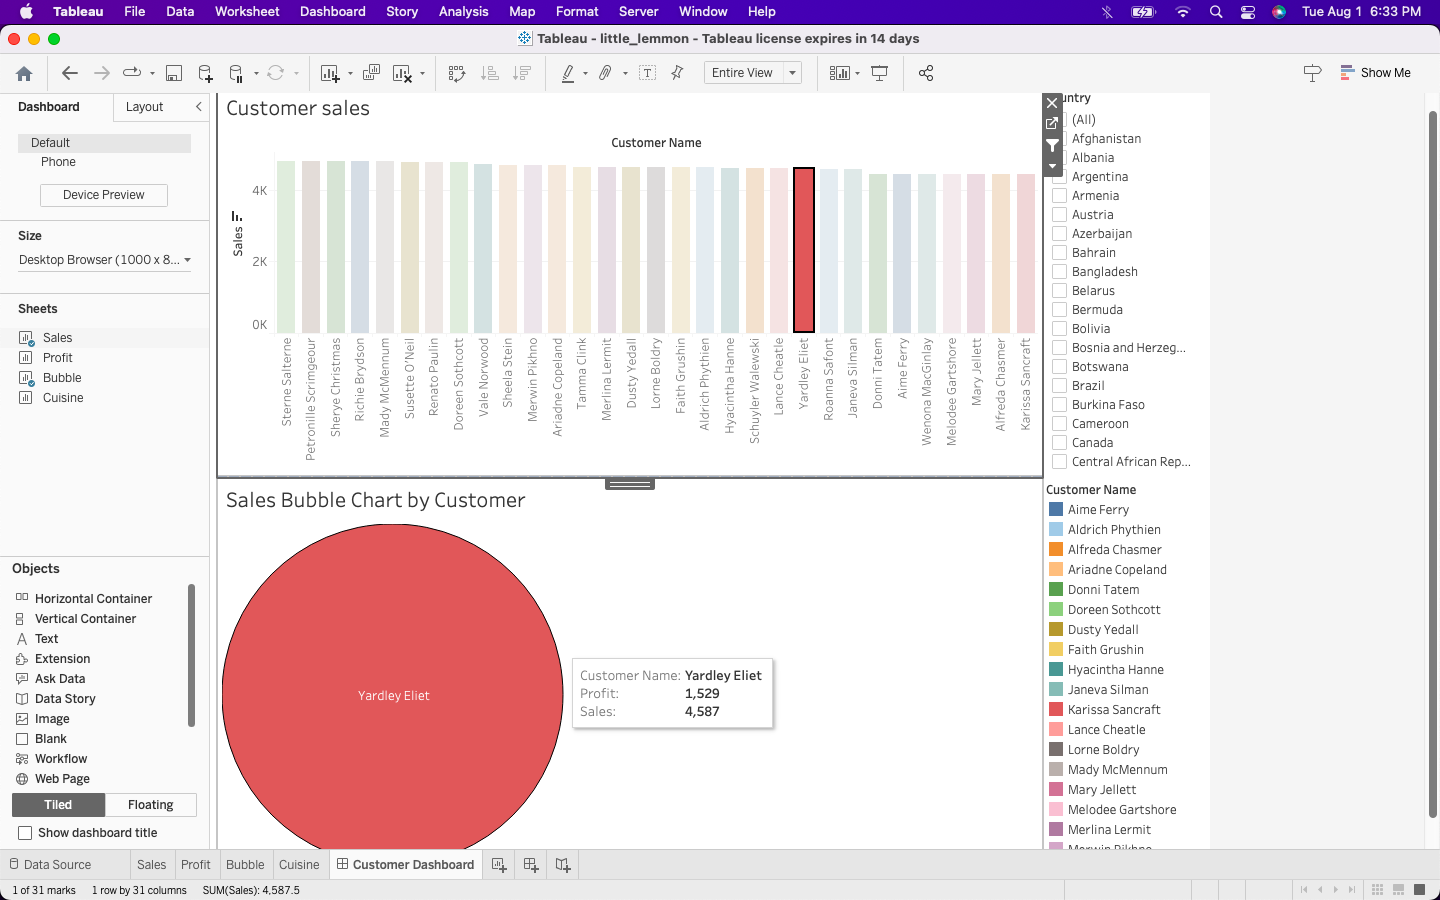 Tableau File Data Worksheet Dashboard Story Analysis Map Format Server Window Help Tue Aug 1 6:33 PM
Tableau - little_lemmon - Tableau license expires in 14 days
Entire View
Show Me
Dashboard Layout
Default
Phone
Device Preview
Size
Desktop Browser (1000 x 8...
Sheets
Sales
Profit
Bubble
Cuisine
Objects
Horizontal Container
Vertical Container
Text
Extension
Ask Data
Data Story
Image
Blank
Workflow
Web Page
Tiled Floating
Show dashboard title
Customer sales
Customer Name
Sales
4K
2K
0K
Sterne Salterne
Petronille Scrimgeour
Sherye Christmas
Richie Brydson
Mady McMennum
Susette O'Neil
Renato Paulin
Doreen Sothcott
Vale Norwood
Sheela Stein
Merwin Pikhno
Ariadne Copeland
Tamma Clink
Merlina Lermit
Dusty Yedall
Lorne Boldry
Faith Grushin
Aldrich Phythien
Hyacintha Hanne
Schuyler Walewski
Lance Cheatle
Yardley Eliet
Roanna Safont
Janeva Silman
Donni Tatem
Aime Ferry
Wenona MacGinlay
Melodee Gartshore
Mary Jellett
Alfreda Chasmer
Karissa Sancraft
Sales Bubble Chart by Customer
Yardley Eliet
Customer Name: Yardley Eliet
Profit: 1,529
Sales: 4,587
untry
(All)
Afghanistan
Albania
Argentina
Armenia
Austria
Azerbaijan
Bahrain
Bangladesh
Belarus
Bermuda
Bolivia
Bosnia and Herzeg...
Botswana
Brazil
Burkina Faso
Cameroon
Canada
Central African Rep...
Customer Name
Aime Ferry
Aldrich Phythien
Alfreda Chasmer
Ariadne Copeland
Donni Tatem
Doreen Sothcott
Dusty Yedall
Faith Grushin
Hyacintha Hanne
Janeva Silman
Karissa Sancraft
Lance Cheatle
Lorne Boldry
Mady McMennum
Mary Jellett
Melodee Gartshore
Merlina Lermit
Merwin Pikhno
Data Source Sales Profit Bubble Cuisine Customer Dashboard
1 of 31 marks 1 row by 31 columns SUM(Sales): 4,587.5